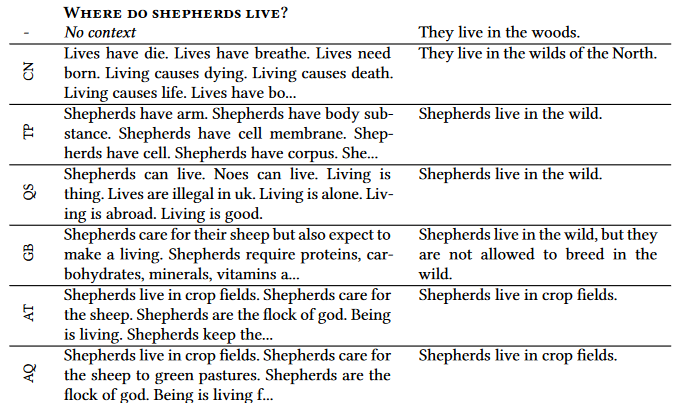 WHERE DO SHEPHERDS LIVE?
- No context They live in the woods.
CN Lives have die. Lives have breathe. Lives need They live in the wilds of the North.
born. Living causes dying. Living causes death.
Living causes life. Lives have bo...
TP Shepherds have arm. Shepherds have body sub- Shepherds live in the wild.
stance. Shepherds have cell membrane. Shep-
herds have cell. Shepherds have corpus. She...
QS Shepherds can live. Noes can live. Living is Shepherds live in the wild.
thing. Lives are illegal in uk. Living is alone. Liv-
ing is abroad. Living is good.
GB Shepherds care for their sheep but also expect to Shepherds live in the wild, but they
make a living. Shepherds require proteins, car- are not allowed to breed in the
bohydrates, minerals, vitamins a... wild.
AT Shepherds live in crop fields. Shepherds care for Shepherds live in crop fields.
the sheep. Shepherds are the flock of god. Being
is living. Shepherds keep the...
AQ Shepherds live in crop fields. Shepherds care for Shepherds live in crop fields.
the sheep to green pastures. Shepherds are the
flock of god. Being is living f...